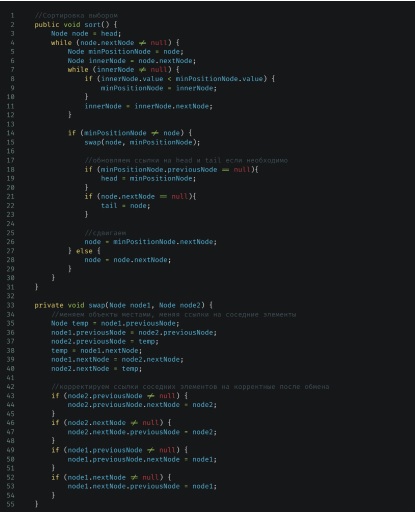 1 //Сортировка выбором
2 public void sort() {
3 Node node = head;
4 while (node.nextNode ≠ null) {
5 Node minPositionNode = node;
6 Node innerNode = node.nextNode;
7 while (innerNode ≠ null) {
8 if (innerNode.value < minPositionNode.value) {
9 minPositionNode = innerNode;
10 }
11 innerNode = innerNode.nextNode;
12 }
13
14 if (minPositionNode ≠ node) {
15 swap(node, minPositionNode);
16
17 //обновляем ссылки на head и tail если необходимо
18 if (minPositionNode.previousNode == null){
19 head = minPositionNode;
20 }
21 if (node.nextNode == null){
22 tail = node;
23 }
24
25 //сдвигаем
26 node = minPositionNode.nextNode;
27 } else {
28 node = node.nextNode;
29 }
30 }
31 }
32
33 private void swap(Node node1, Node node2) {
34 //меняем объекты местами, меняя ссылки на соседние элементы
35 Node temp = node1.previousNode;
36 node1.previousNode = node2.previousNode;
37 node2.previousNode = temp;
38 temp = node1.nextNode;
39 node1.nextNode = node2.nextNode;
40 node2.nextNode = temp;
41
42 //корректируем ссылки соседних элементов на корректные после обмена
43 if (node2.previousNode ≠ null) {
44 node2.previousNode.nextNode = node2;
45 }
46 if (node2.nextNode ≠ null) {
47 node2.nextNode.previousNode = node2;
48 }
49 if (node1.previousNode ≠ null) {
50 node1.previousNode.nextNode = node1;
51 }
52 if (node1.nextNode ≠ null) {
53 node1.nextNode.previousNode = node1;
54 }
55 }